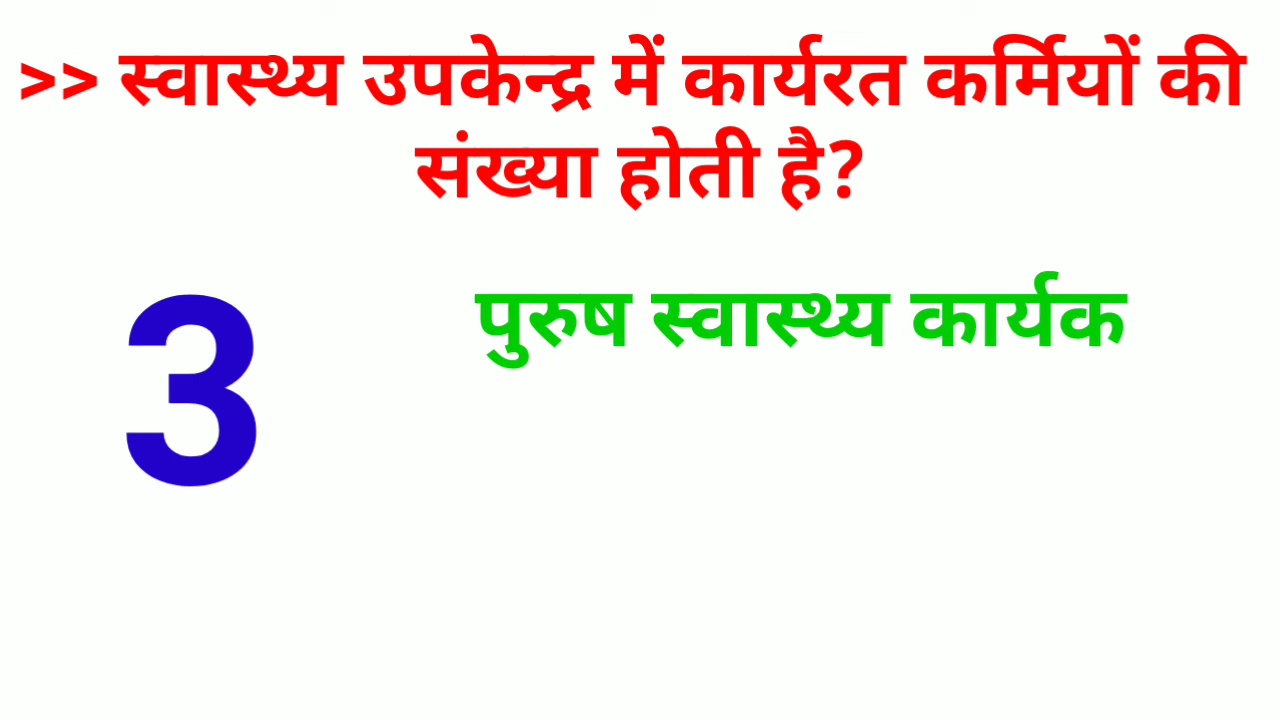 >> स्वास्थ्य उपकेन्द्र में कार्यरत कर्मियों की
संख्या होती है?
3
पुरुष स्वास्थ्य कार्यक